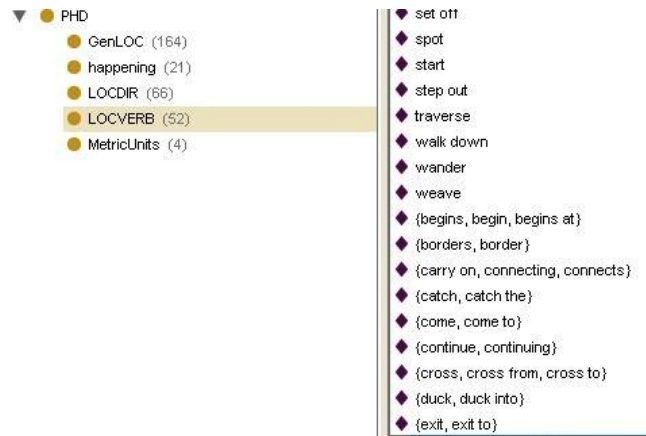 PHD
GenLOC (164)
happening (21)
LOCDIR (66)
LOCVERB (52)
MetricUnits (4)
set off
spot
start
step out
traverse
walk down
wander
weave
{begins, begin, begins at}
{borders, border}
{carry on, connecting, connects}
{catch, catch the}
{come, come to}
{continue, continuing}
{cross, cross from, cross to}
{duck, duck into}
{exit, exit to}